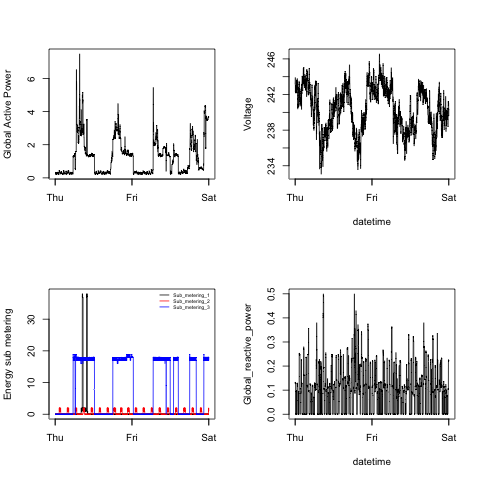 Global Active Power
6
4
2
0
Thu
Fri
Sat
Voltage
246
242
238
234
Thu
Fri
Sat
datetime
Energy sub metering
30
20
10
0
Sub_metering_1
Sub_metering_2
Sub_metering_3
Thu
Fri
Sat
Global_reactive_power
0.5
0.4
0.3
0.2
0.1
0.0
Thu
Fri
Sat
datetime